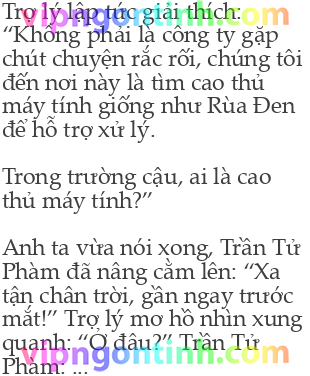 Trợ lý lập tức giải thích:
“Không phải là công ty gặp
chút chuyện rắc rối, chúng tôi
đến nơi này là tìm cao thủ
máy tính giống như Rùa Đen
để hỗ trợ xử lý.
Trong trường cậu, ai là cao
thủ máy tính?”
Anh ta vừa nói xong, Trần Tử
Phàm đã nâng cằm lên: “Xa
tận chân trời, gần ngay trước
mắt!” Trợ lý mơ hồ nhìn xung
quanh: “Ở đâu?” Trần Tử
Phàm: ...
vipngontinh.com
vipngontinh.com